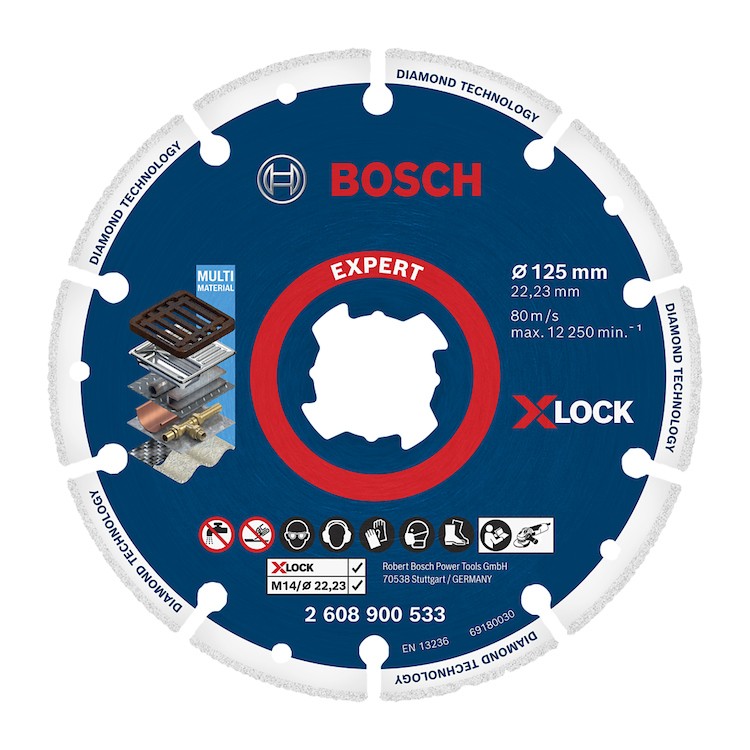 DIAMOND TECHNOLOGY
DIAMOND TECHNOLOGY
BOSCH
MULTI
MATERIAL
EXPERT
Ø 125 mm
22,23 mm
80 m/s
max. 12 250 min.⁻¹
DIAMOND TECHNOLOGY
XLOCK
DIAMOND TECHNOLOGY
XLOCK ✓
M14/Ø 22,23 ✓
Robert Bosch Power Tools GmbH
70538 Stuttgart / GERMANY
2 608 900 533
EN 13236
69180030
DIAMOND TECHNOLOGY